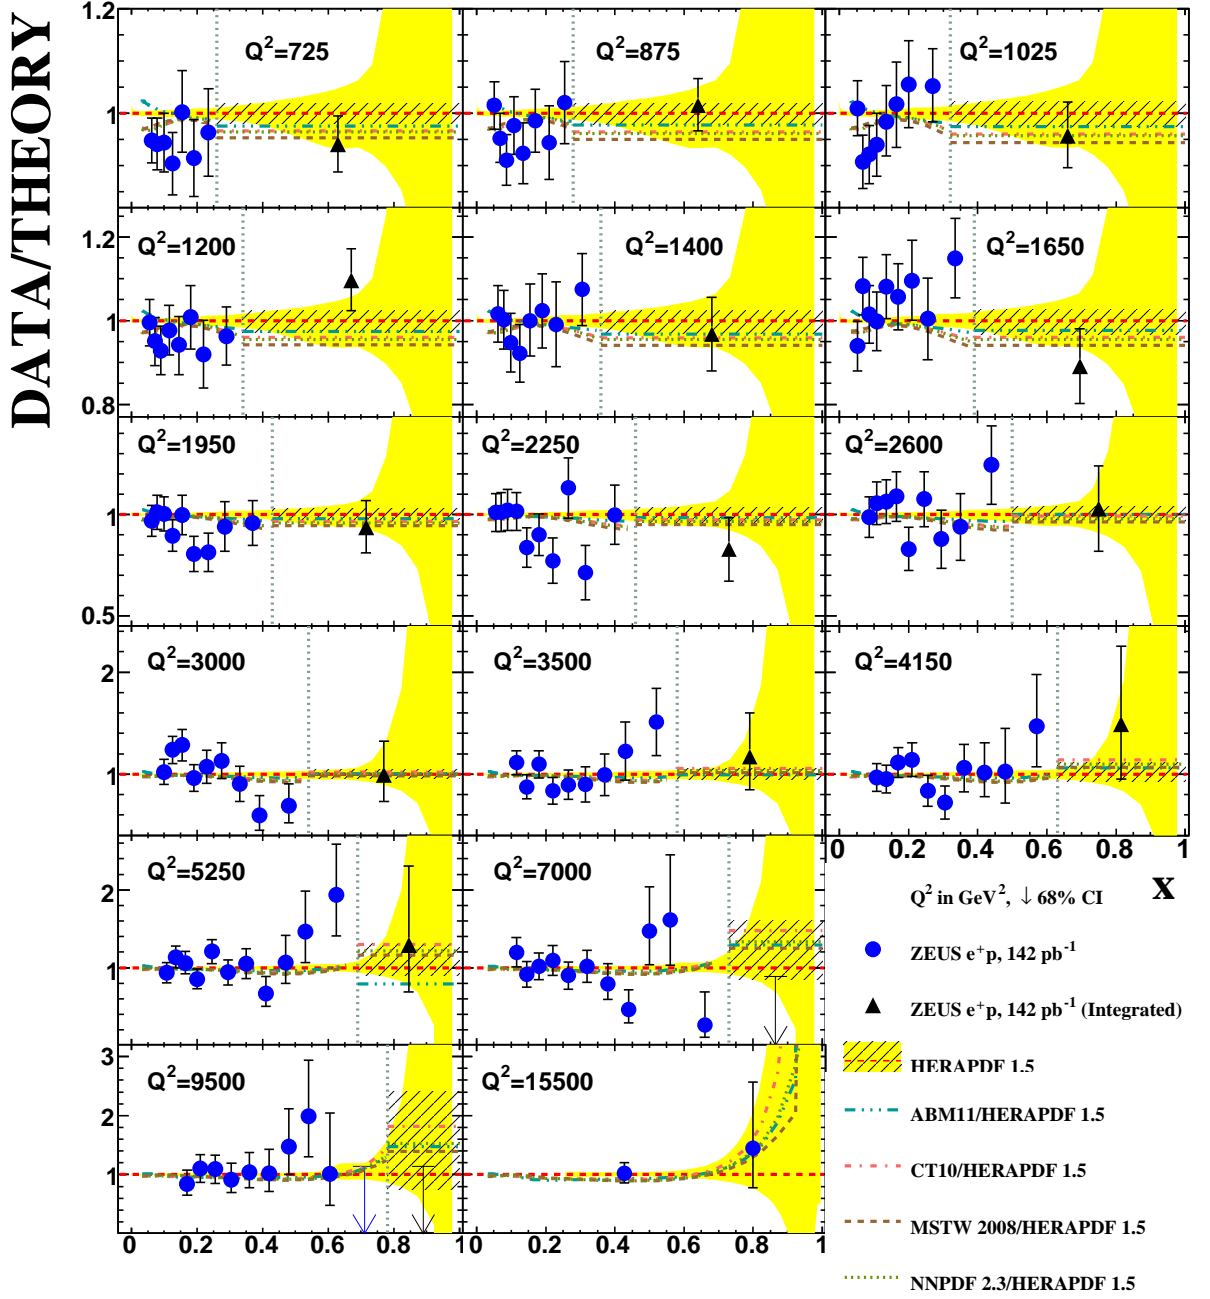 DATA/THEORY
1.2
1
Q²=725
Q²=875
Q²=1025
1.2
1
0.8
Q²=1200
Q²=1400
Q²=1650
1
0.5
Q²=1950
Q²=2250
Q²=2600
2
1
Q²=3000
Q²=3500
Q²=4150
0 0.2 0.4 0.6 0.8 1
x
2
1
Q²=5250
Q²=7000
Q² in GeV², ↓ 68% CI
ZEUS e⁺p, 142 pb⁻¹
ZEUS e⁺p, 142 pb⁻¹ (Integrated)
HERAPDF 1.5
ABM11/HERAPDF 1.5
CT10/HERAPDF 1.5
MSTW 2008/HERAPDF 1.5
NNPDF 2.3/HERAPDF 1.5
3
2
1
Q²=9500
Q²=15500
0 0.2 0.4 0.6 0.8 1
0 0.2 0.4 0.6 0.8 1